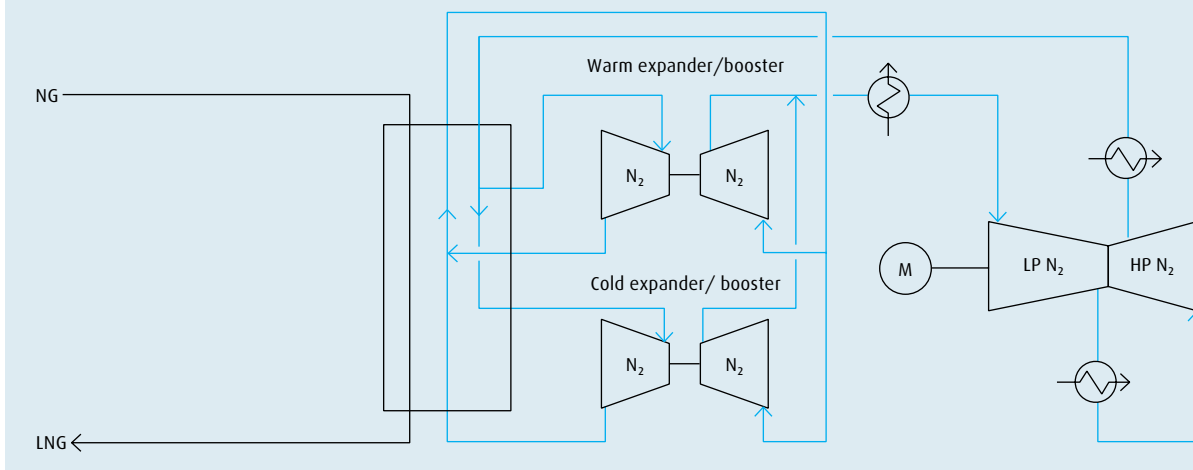 Warm expander/booster
NG
N₂
N₂
LP N₂
HP N₂
M
Cold expander/ booster
N₂
N₂
LNG